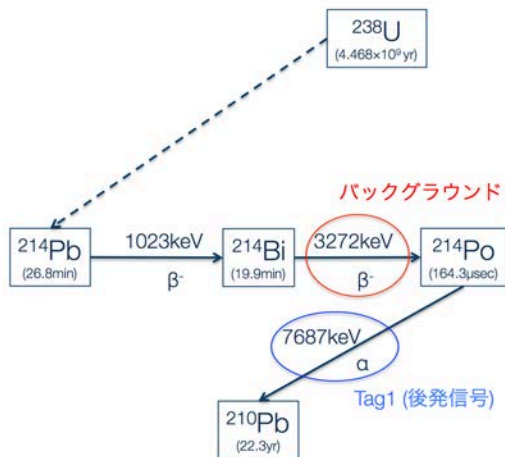 ²³⁸U
(4.468×10⁹yr)
バックグラウンド
²¹⁴Pb
(26.8min)
1023keV
β⁻
²¹⁴Bi
(19.9min)
3272keV
β⁻
²¹⁴Po
(164.3μsec)
7687keV
α
Tag1 (後発信号)
²¹⁰Pb
(22.3yr)